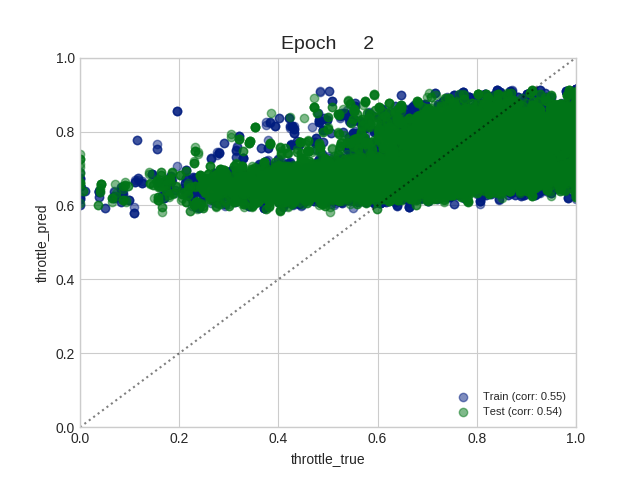 Epoch 2
1.0
0.8
0.6
0.4
0.2
0.0
throttle_pred
0.0 0.2 0.4 0.6 0.8 1.0
throttle_true
Train (corr: 0.55)
Test (corr: 0.54)